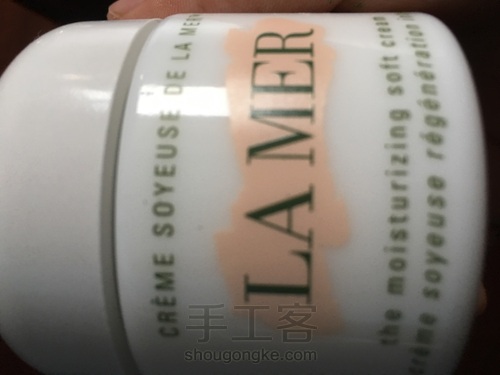 CRÈME SOYEUSE DE LA MER
LA MER
the moisturizing soft cream
crème soyeuse régénération
手工客
shougongke.com